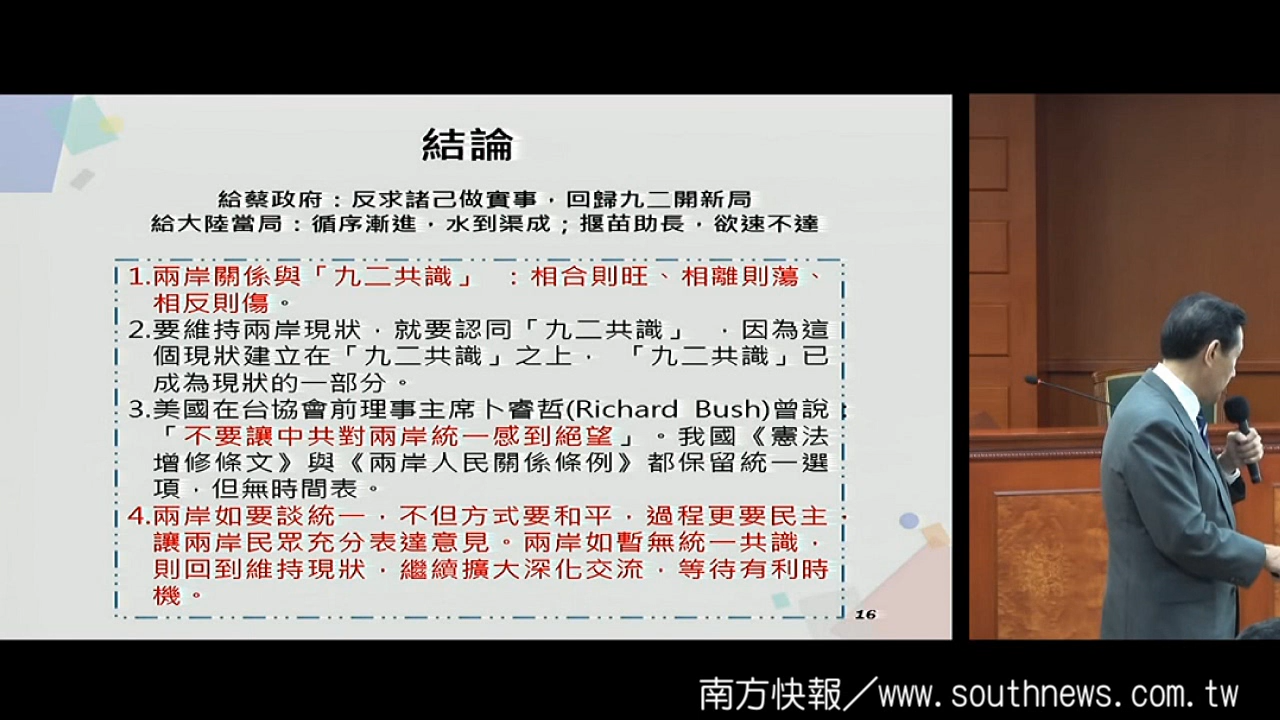 結論
給蔡政府：反求諸己做實事，回歸九二開新局
給大陸當局：循序漸進，水到渠成；揠苗助長，欲速不達
1.兩岸關係與「九二共識」 ：相合則旺、相離則蕩、
相反則傷。
2.要維持兩岸現狀，就要認同「九二共識」 ，因為這
個現狀建立在「九二共識」之上， 「九二共識」已
成為現狀的一部分。
3.美國在台協會前理事主席卜睿哲(Richard Bush)曾說：
「不要讓中共對兩岸統一感到絕望」。我國《憲法
增修條文》與《兩岸人民關係條例》都保留統一選
項，但無時間表。
4.兩岸如要談統一，不但方式要和平，過程更要民主，
讓兩岸民眾充分表達意見。兩岸如暫無統一共識，
則回到維持現狀，繼續擴大深化交流，等待有利時
機。
16
南方快報／www.southnews.com.tw